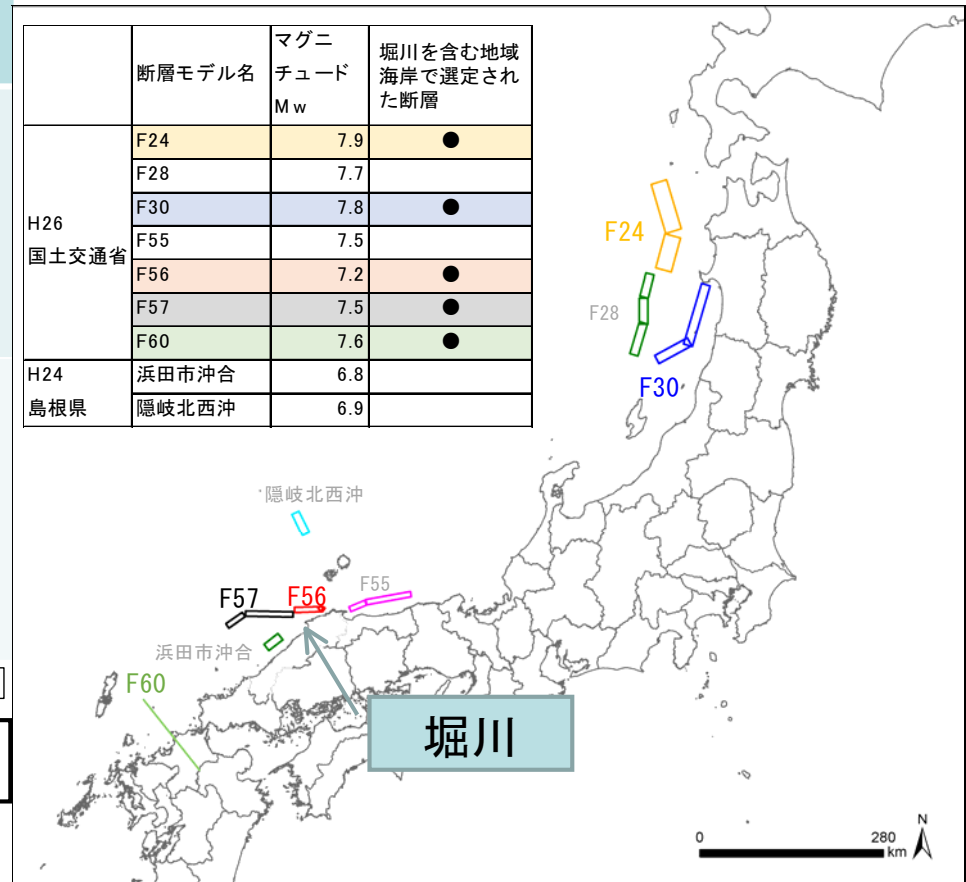 断層モデル名
マグニ
チュード
Mw
堀川を含む地域
海岸で選定され
た断層
H26
国土交通省
F24 7.9 ●
F28 7.7
F30 7.8 ●
F55 7.5
F56 7.2 ●
F57 7.5 ●
F60 7.6 ●
H24
島根県
浜田市沖合 6.8
隠岐北西沖 6.9
F24
F28
F30
隠岐北西沖
F57
F56
F55
浜田市沖合
F60
堀川
N
0 280
km